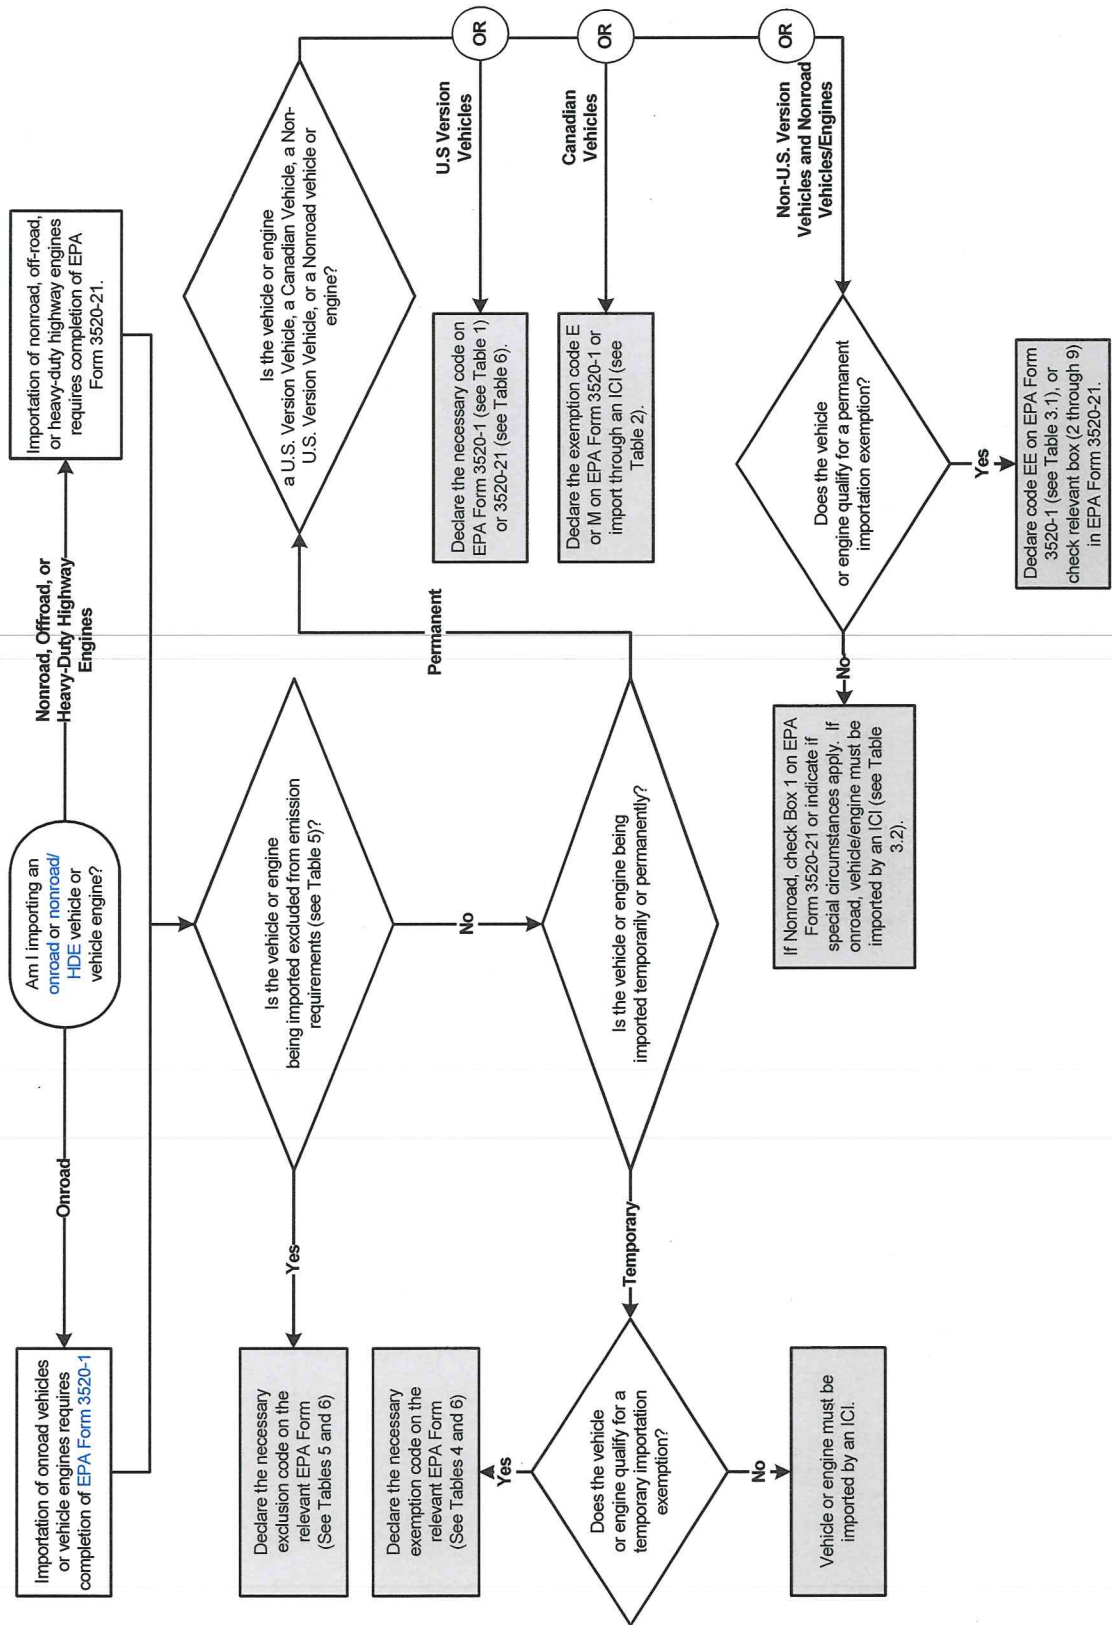 Am I importing an
onroad or nonroad/
HDE vehicle or
vehicle engine?
Onroad
Nonroad, Offroad, or
Heavy-Duty Highway
Engines
Importation of onroad vehicles
or vehicle engines requires
completion of EPA Form 3520-1
Importation of nonroad, off-road,
or heavy-duty highway engines
requires completion of EPA
Form 3520-21.
Is the vehicle or engine
being imported excluded from emission
requirements (see Table 5)?
Yes
No
Declare the necessary
exclusion code on the
relevant EPA Form
(See Tables 5 and 6)
Is the vehicle or engine being
imported temporarily or permanently?
Temporary
Permanent
Does the vehicle
or engine qualify for a
temporary importation
exemption?
Yes
Declare the necessary
exemption code on the
relevant EPA Form
(See Tables 4 and 6)
No
Vehicle or engine must be
imported by an ICI.
Is the vehicle or engine
a U.S. Version Vehicle, a Canadian Vehicle, a Non-
U.S. Version Vehicle, or a Nonroad vehicle or
engine?
OR
U.S Version
Vehicles
Declare the necessary code on
EPA Form 3520-1 (see Table 1)
or 3520-21 (see Table 6).
OR
Canadian
Vehicles
Declare the exemption code E
or M on EPA Form 3520-1 or
import through an ICI (see
Table 2).
OR
Non-U.S. Version
Vehicles and Nonroad
Vehicles/Engines
Does the vehicle
or engine qualify for a permanent
importation exemption?
No
If Nonroad, check Box 1 on EPA
Form 3520-21 or indicate if
special circumstances apply. If
onroad, vehicle/engine must be
imported by an ICI (see Table
3.2).
Yes
Declare code EE on EPA Form
3520-1 (see Table 3.1), or
check relevant box (2 through 9)
in EPA Form 3520-21.